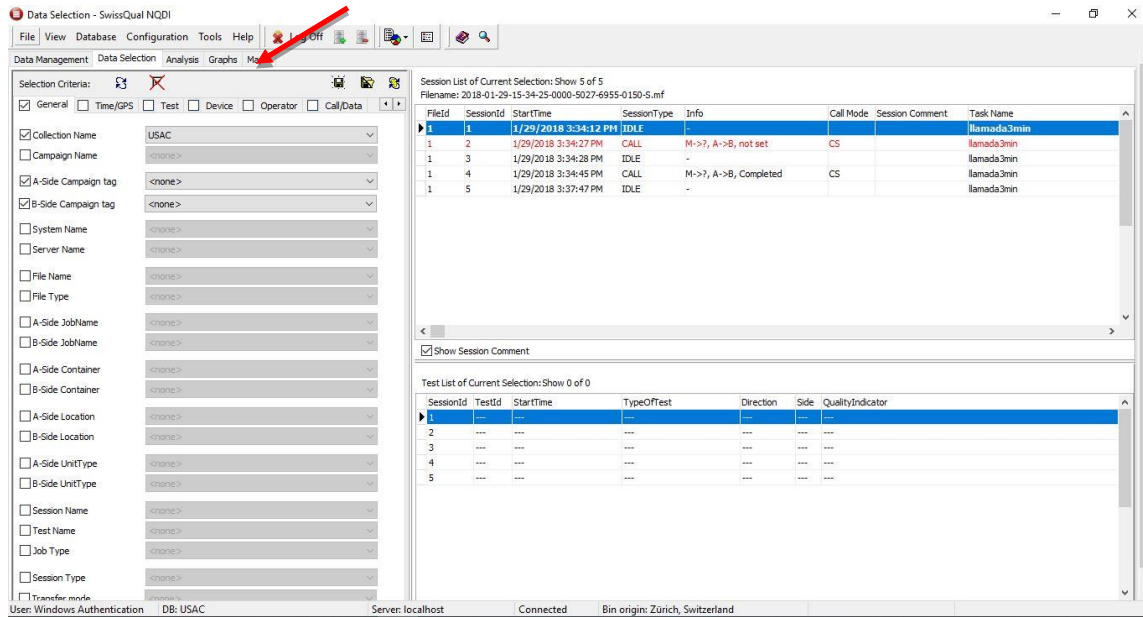 Data Selection - SwissQual NQDI
File View Database Configuration Tools Help Log Off
Data Management Data Selection Analysis Graphs
Selection Criteria:
General Time/GPS Test Device Operator Call/Data
Collection Name USAC
Campaign Name <none>
A-Side Campaign tag <none>
B-Side Campaign tag <none>
System Name <none>
Server Name <none>
File Name <none>
File Type <none>
A-Side JobName <none>
B-Side JobName <none>
A-Side Container <none>
B-Side Container <none>
A-Side Location <none>
B-Side Location <none>
A-Side UnitType <none>
B-Side UnitType <none>
Session Name <none>
Test Name <none>
Job Type <none>
Session Type <none>
Transfer mode <none>
Session List of Current Selection: Show 5 of 5
Filename: 2018-01-29-15-34-25-0000-5027-6955-0150-S.mf
FileId SessionId StartTime SessionType Info Call Mode Session Comment Task Name
1 1 1/29/2018 3:34:12 PM IDLE - llamada3min
1 2 1/29/2018 3:34:27 PM CALL M->?, A->B, not set CS llamada3min
1 3 1/29/2018 3:34:28 PM IDLE - llamada3min
1 4 1/29/2018 3:34:45 PM CALL M->?, A->B, Completed CS llamada3min
1 5 1/29/2018 3:37:47 PM IDLE - llamada3min
Show Session Comment
Test List of Current Selection: Show 0 of 0
SessionId TestId StartTime TypeOfTest Direction Side QualityIndicator
1 --- --- --- --- --- ---
2 --- --- --- --- --- ---
3 --- --- --- --- --- ---
4 --- --- --- --- --- ---
5 --- --- --- --- --- ---
User: Windows Authentication DB: USAC Server: localhost Connected Bin origin: Zürich, Switzerland